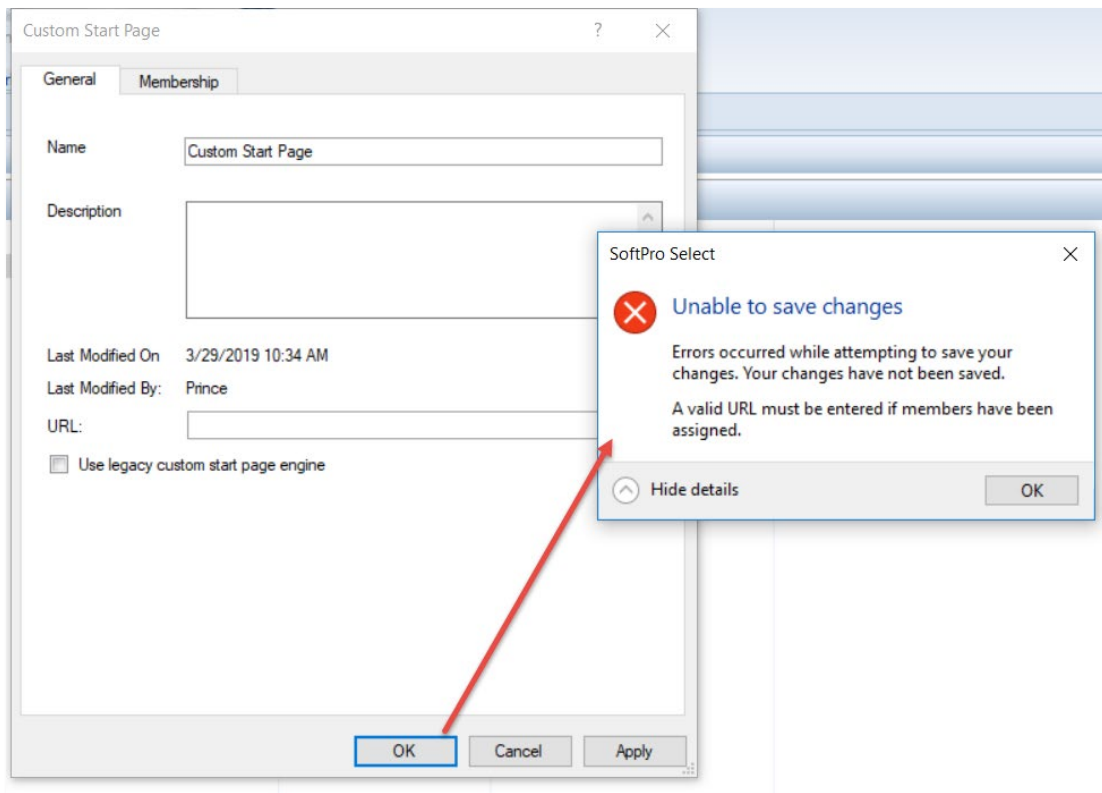 Custom Start Page
?
General
Membership
Name
Custom Start Page
Description
Last Modified On 3/29/2019 10:34 AM
Last Modified By: Prince
URL:
Use legacy custom start page engine
OK
Cancel
Apply
SoftPro Select
Unable to save changes
Errors occurred while attempting to save your
changes. Your changes have not been saved.
A valid URL must be entered if members have been
assigned.
Hide details
OK